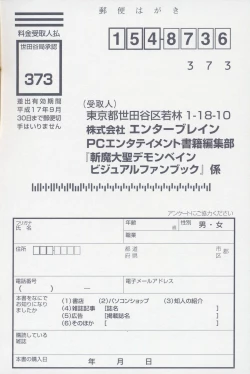 郵便はがき
料金受取人払
世田谷局承認
373
差出有効期間
平成17年9月
30日まで郵便切
手はいりません
1548736
373
(受取人)
東京都世田谷区若林1-18-10
株式会社 エンターブレイン
PCエンタテイメント書籍編集部
『斬魔大聖デモンベイン
ビジュアルファンブック』係
アンケートにご協力ください
フリガナ
氏名
年齢
性別
男・女
職業
住所
都道
府県
市
郡
電話番号
( ) ー
電子メールアドレス
本書をなにで
お知りになり
ましたか
(1)書店 (2)パソコンショップ (3)知人の紹介
(4)雑誌記事 [誌名 ]
(5)広告 [掲載誌名 ]
(6)そのほか [ ]
購読している
雑誌
本書の購入日
年 月 日